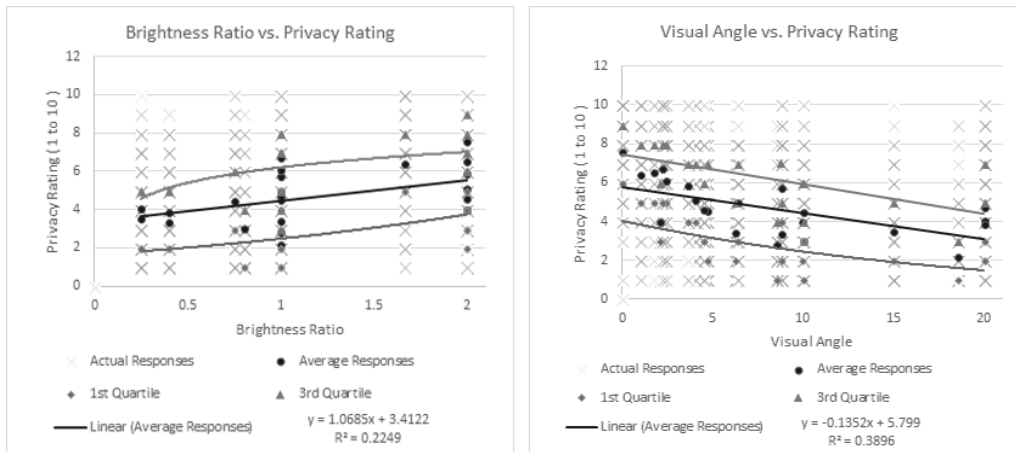 Brightness Ratio vs. Privacy Rating
12
10
8
6
4
2
0
Privacy Rating ( 1 to 10 )
0
0.5
1
1.5
2
Brightness Ratio
Actual Responses
Average Responses
1st Quartile
3rd Quartile
Linear (Average Responses)
y = 1.0685x + 3.4122
R² = 0.2249
Visual Angle vs. Privacy Rating
12
10
8
6
4
2
0
Privacy Rating ( 1 to 10 )
0
5
10
15
20
Visual Angle
Actual Responses
Average Responses
1st Quartile
3rd Quartile
Linear (Average Responses)
y = -0.1352x + 5.799
R² = 0.3896